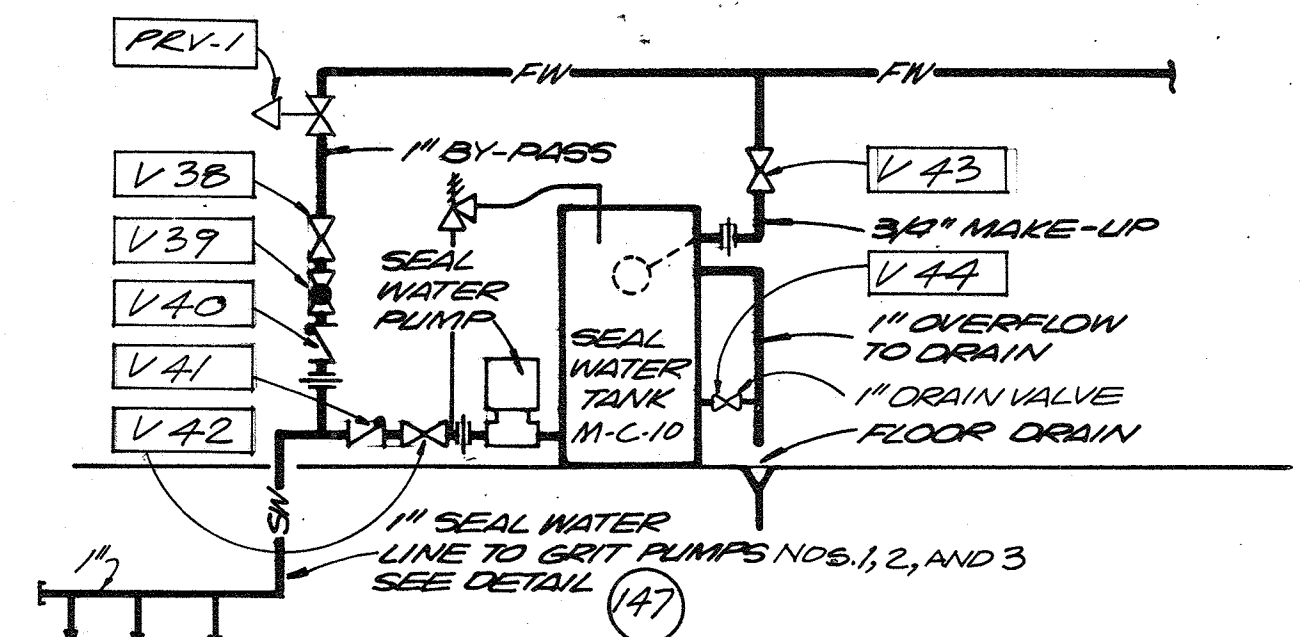 PRV-1
FW
FW
1" BY-PASS
V 38
V 43
V 39
3/4" MAKE-UP
SEAL
WATER
PUMP
V 44
V 40
1" OVERFLOW
TO DRAIN
SEAL
WATER
TANK
M-C-10
V 41
1" DRAIN VALVE
V 42
FLOOR DRAIN
SW
1" SEAL WATER
LINE TO GRIT PUMPS NOS. 1, 2, AND 3
SEE DETAIL
147
1"